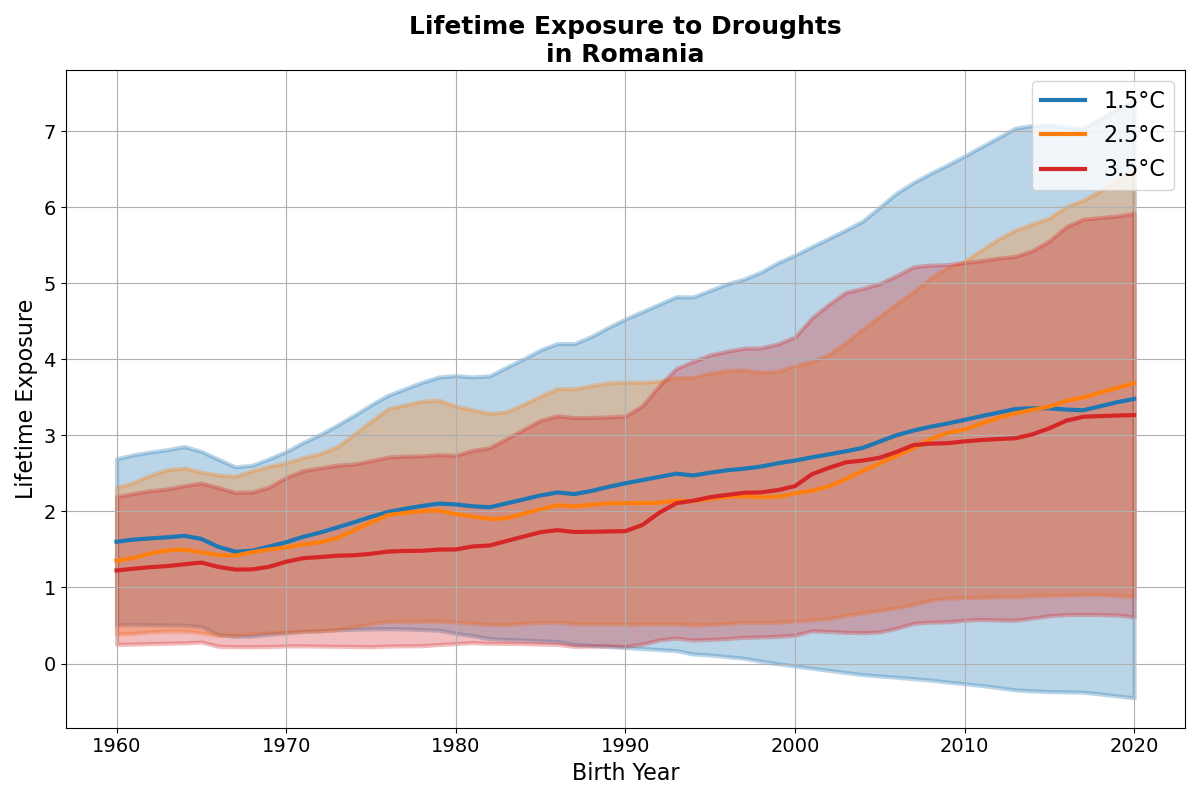 Lifetime Exposure to Droughts
in Romania
1.5°C
2.5°C
3.5°C
Lifetime Exposure
7
6
5
4
3
2
1
0
1960 1970 1980 1990 2000 2010 2020
Birth Year